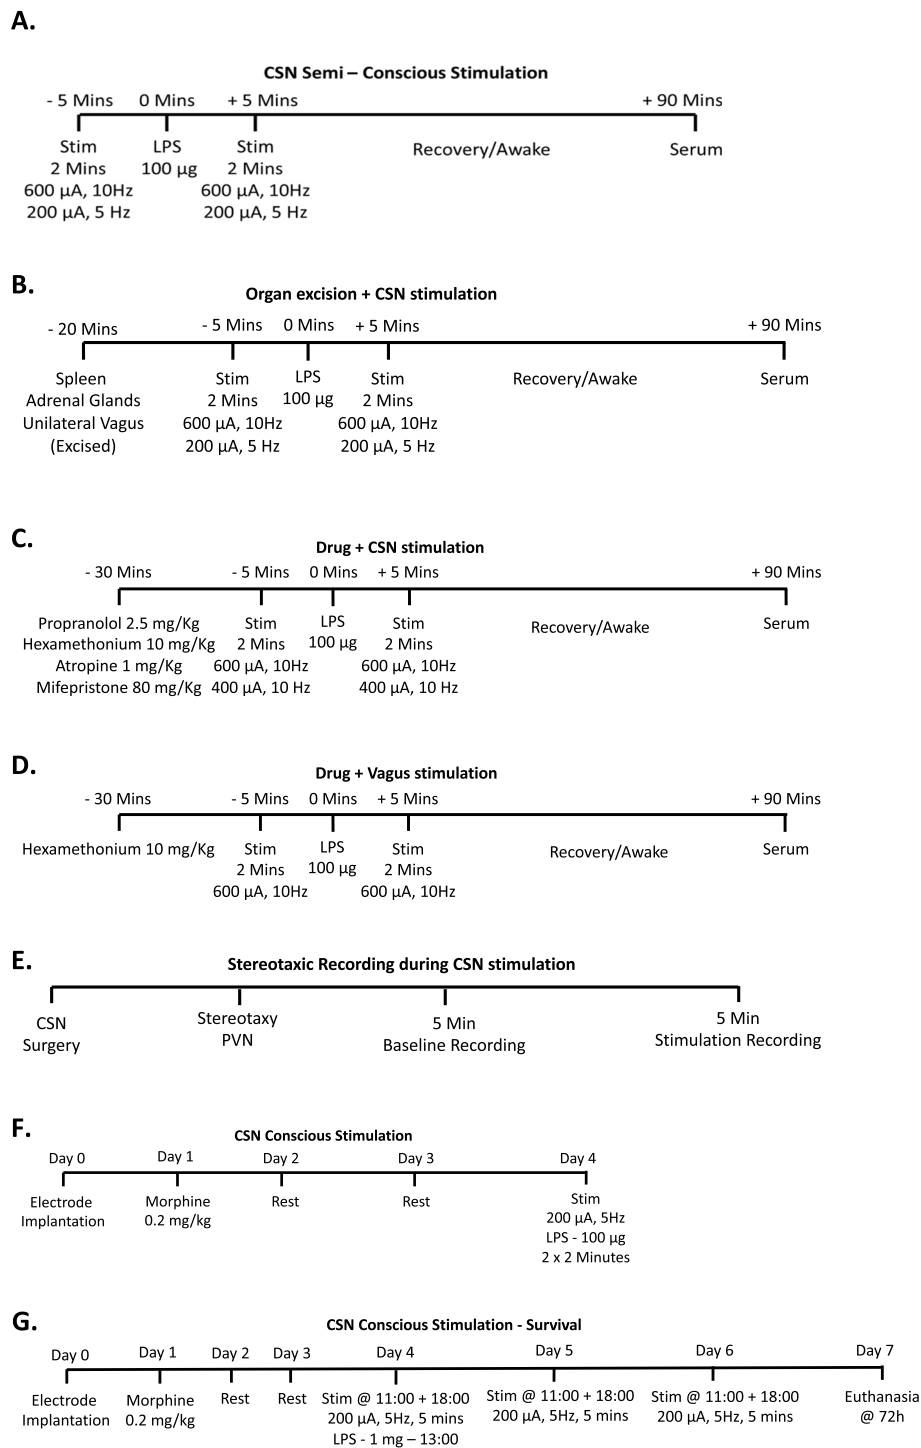 A.
CSN Semi – Conscious Stimulation
- 5 Mins 0 Mins + 5 Mins + 90 Mins
Stim LPS Stim Recovery/Awake Serum
2 Mins 100 µg 2 Mins
600 µA, 10Hz 600 µA, 10Hz
200 µA, 5 Hz 200 µA, 5 Hz
B.
Organ excision + CSN stimulation
- 20 Mins - 5 Mins 0 Mins + 5 Mins + 90 Mins
Spleen Stim LPS Stim Recovery/Awake Serum
Adrenal Glands 2 Mins 100 µg 2 Mins
Unilateral Vagus 600 µA, 10Hz 600 µA, 10Hz
(Excised) 200 µA, 5 Hz 200 µA, 5 Hz
C.
Drug + CSN stimulation
- 30 Mins - 5 Mins 0 Mins + 5 Mins + 90 Mins
Propranolol 2.5 mg/Kg Stim LPS Stim Recovery/Awake Serum
Hexamethonium 10 mg/Kg 2 Mins 100 µg 2 Mins
Atropine 1 mg/Kg 600 µA, 10Hz 600 µA, 10Hz
Mifepristone 80 mg/Kg 400 µA, 10 Hz 400 µA, 10 Hz
D.
Drug + Vagus stimulation
- 30 Mins - 5 Mins 0 Mins + 5 Mins + 90 Mins
Hexamethonium 10 mg/Kg Stim LPS Stim Recovery/Awake Serum
2 Mins 100 µg 2 Mins
600 µA, 10Hz 600 µA, 10Hz
E.
Stereotaxic Recording during CSN stimulation
CSN Stereotaxy 5 Min 5 Min
Surgery PVN Baseline Recording Stimulation Recording
F.
CSN Conscious Stimulation
Day 0 Day 1 Day 2 Day 3 Day 4
Electrode Morphine Rest Rest Stim
Implantation 0.2 mg/kg 200 µA, 5Hz
LPS - 100 µg
2 x 2 Minutes
G.
CSN Conscious Stimulation - Survival
Day 0 Day 1 Day 2 Day 3 Day 4 Day 5 Day 6 Day 7
Electrode Morphine Rest Rest Stim @ 11:00 + 18:00 Stim @ 11:00 + 18:00 Stim @ 11:00 + 18:00 Euthanasia
Implantation 0.2 mg/kg 200 µA, 5Hz, 5 mins 200 µA, 5Hz, 5 mins 200 µA, 5Hz, 5 mins @ 72h
LPS - 1 mg – 13:00